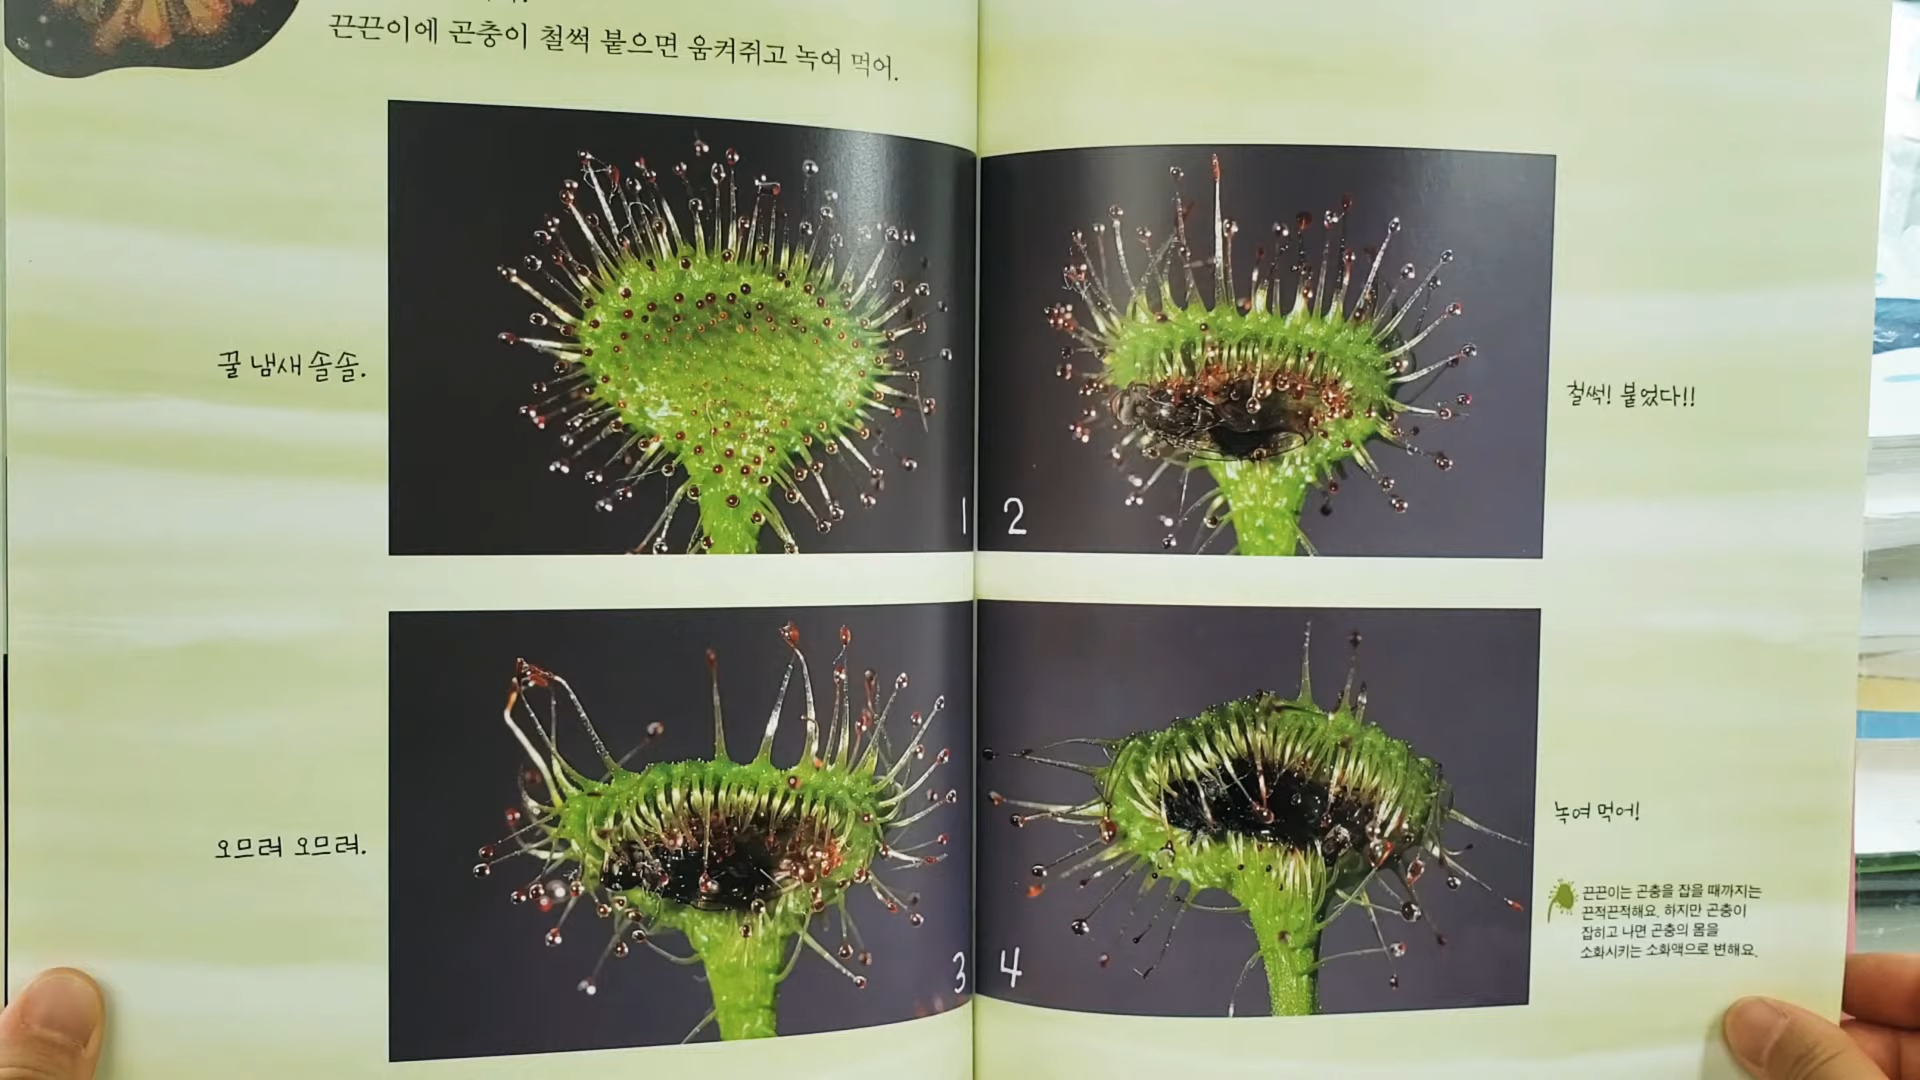 끈끈이에 곤충이 철썩 붙으면 움켜쥐고 녹여 먹어.
꿀 냄새 솔솔.
1
2
철썩! 붙었다!!
오므려 오므려.
3
4
녹여 먹어!
끈끈이는 곤충을 잡을 때까지는
끈적끈적해요. 하지만 곤충이
잡히고 나면 곤충의 몸을
소화시키는 소화액으로 변해요.